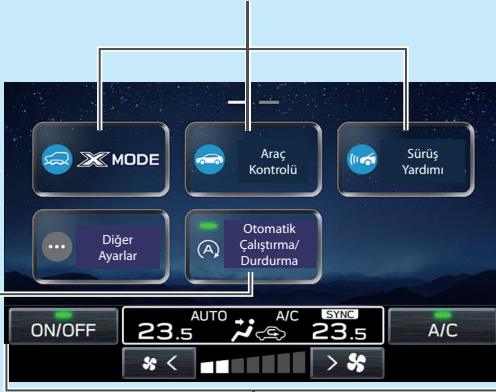 X MODE
Araç
Kontrolü
Sürüş
Yardımı
Diğer
Ayarlar
A
Otomatik
Çalıştırma/
Durdurma
ON/OFF
AUTO
A/C
SYNC
23.5
23.5
A/C
<
>